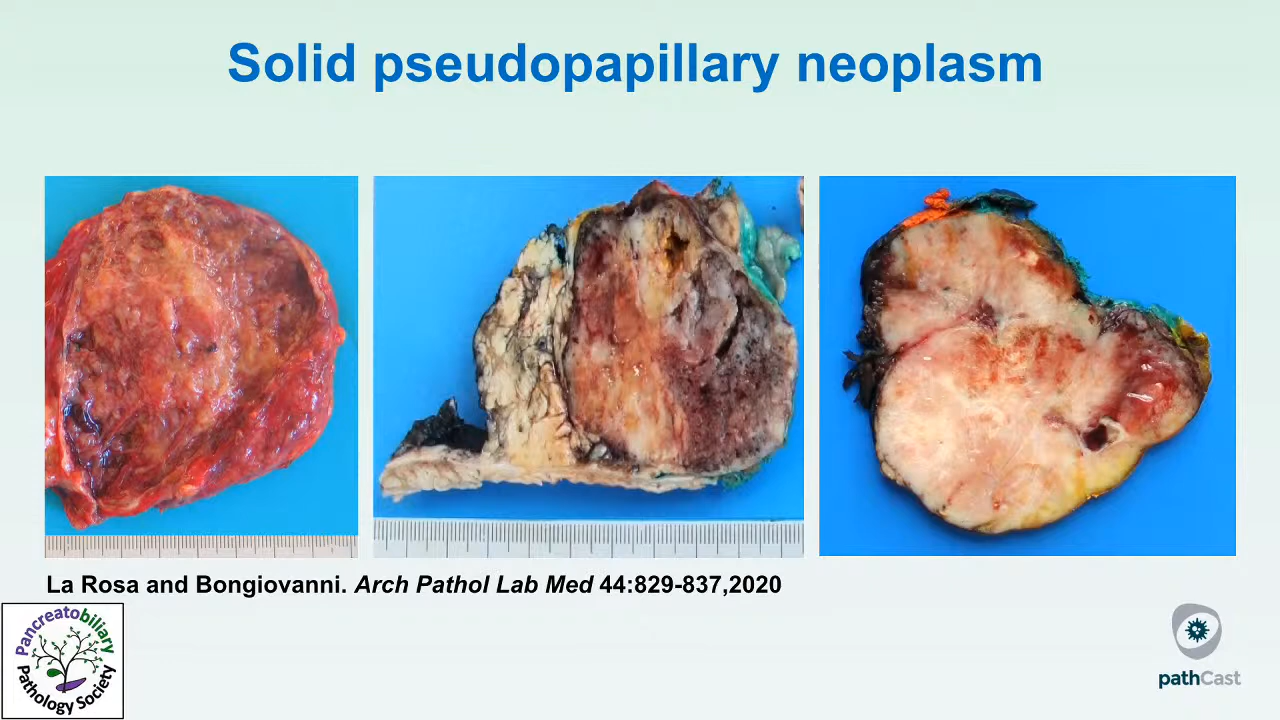 Solid pseudopapillary neoplasm
La Rosa and Bongiovanni. Arch Pathol Lab Med 44:829-837,2020
Pancreatobiliary
Pathology Society
pathCast